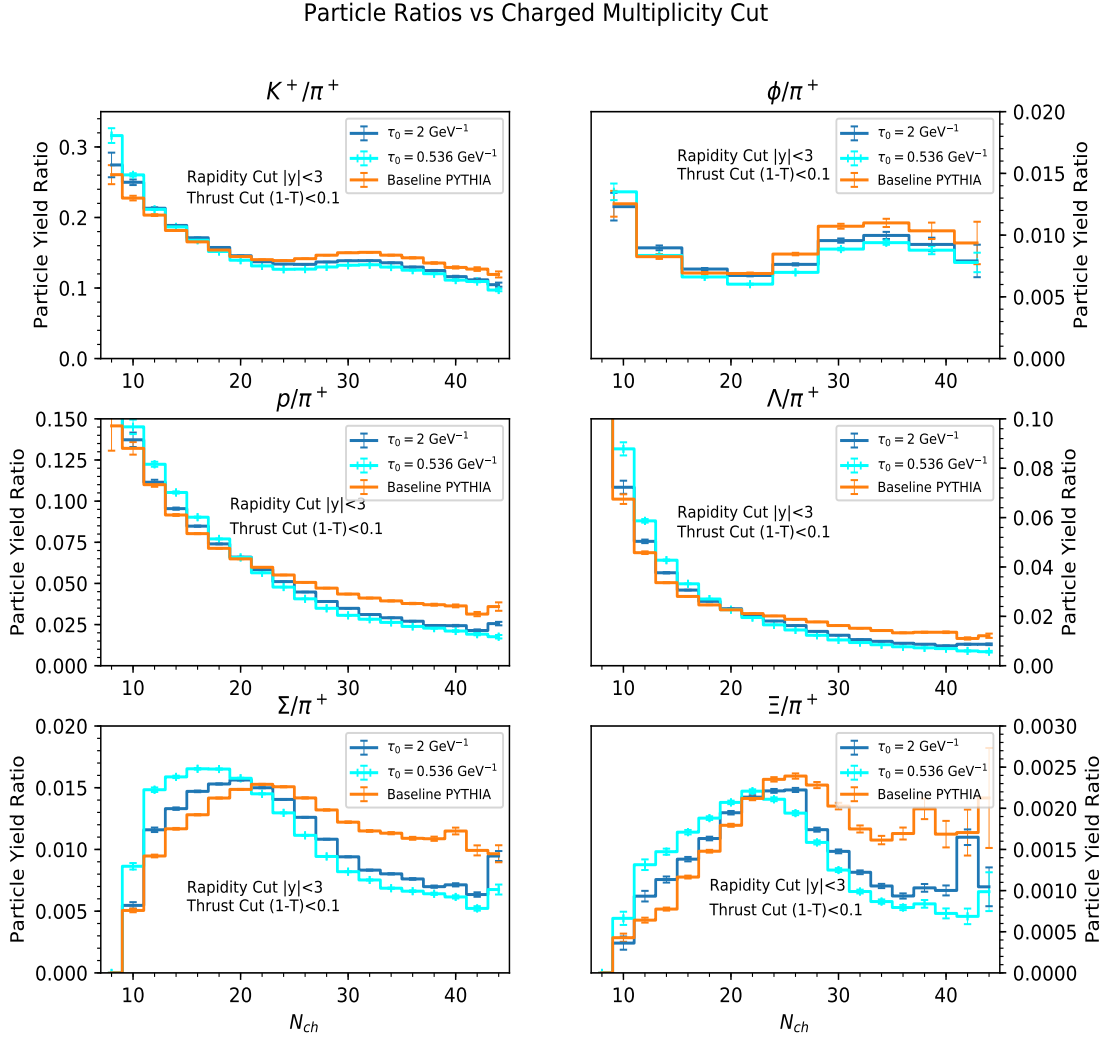 Particle Ratios vs Charged Multiplicity Cut
K⁺/π⁺
Particle Yield Ratio
0.3
0.2
0.1
0.0
10 20 30 40
Rapidity Cut |y|<3
Thrust Cut (1-T)<0.1
τ₀ = 2 GeV⁻¹
τ₀ = 0.536 GeV⁻¹
Baseline PYTHIA
ϕ/π⁺
Rapidity Cut |y|<3
Thrust Cut (1-T)<0.1
τ₀ = 2 GeV⁻¹
τ₀ = 0.536 GeV⁻¹
Baseline PYTHIA
0.020
0.015
0.010
0.005
0.000
Particle Yield Ratio
10 20 30 40
p/π⁺
Particle Yield Ratio
0.150
0.125
0.100
0.075
0.050
0.025
0.000
10 20 30 40
τ₀ = 2 GeV⁻¹
τ₀ = 0.536 GeV⁻¹
Baseline PYTHIA
Rapidity Cut |y|<3
Thrust Cut (1-T)<0.1
Λ/π⁺
τ₀ = 2 GeV⁻¹
τ₀ = 0.536 GeV⁻¹
Baseline PYTHIA
Rapidity Cut |y|<3
Thrust Cut (1-T)<0.1
0.10
0.08
0.06
0.04
0.02
0.00
Particle Yield Ratio
10 20 30 40
Σ/π⁺
Particle Yield Ratio
0.020
0.015
0.010
0.005
0.000
τ₀ = 2 GeV⁻¹
τ₀ = 0.536 GeV⁻¹
Baseline PYTHIA
Rapidity Cut |y|<3
Thrust Cut (1-T)<0.1
10 20 30 40
N_ch
Ξ/π⁺
τ₀ = 2 GeV⁻¹
τ₀ = 0.536 GeV⁻¹
Baseline PYTHIA
Rapidity Cut |y|<3
Thrust Cut (1-T)<0.1
0.0030
0.0025
0.0020
0.0015
0.0010
0.0005
0.0000
Particle Yield Ratio
10 20 30 40
N_ch